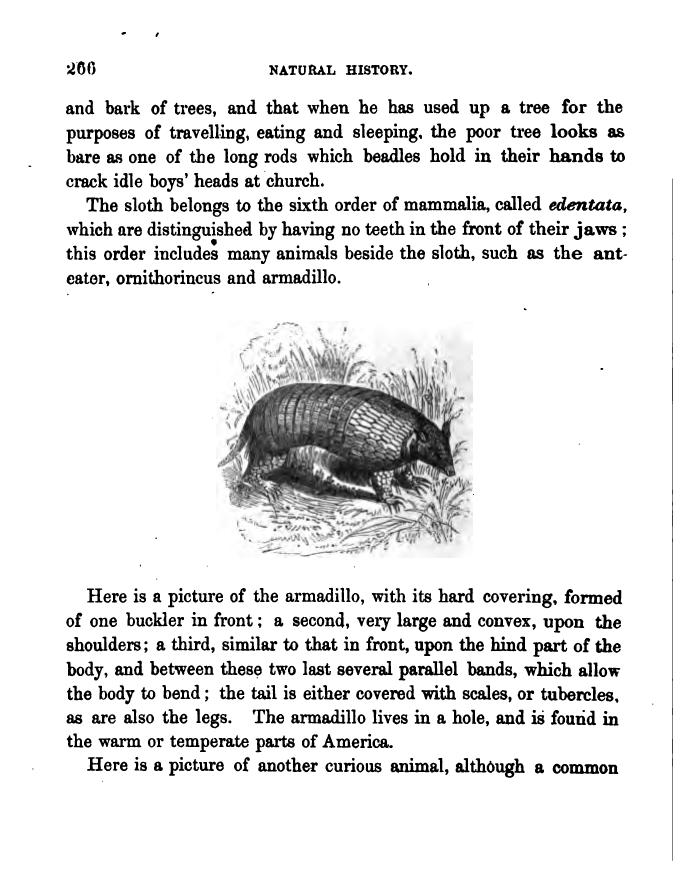 266
NATURAL HISTORY.
and bark of trees, and that when he has used up a tree for the
purposes of travelling, eating and sleeping, the poor tree looks as
bare as one of the long rods which beadles hold in their hands to
crack idle boys' heads at church.
The sloth belongs to the sixth order of mammalia, called edentata,
which are distinguished by having no teeth in the front of their jaws ;
this order includes many animals beside the sloth, such as the ant-
eater, ornithorincus and armadillo.
Here is a picture of the armadillo, with its hard covering, formed
of one buckler in front ; a second, very large and convex, upon the
shoulders ; a third, similar to that in front, upon the hind part of the
body, and between these two last several parallel bands, which allow
the body to bend ; the tail is either covered with scales, or tubercles,
as are also the legs. The armadillo lives in a hole, and is found in
the warm or temperate parts of America.
Here is a picture of another curious animal, although a common